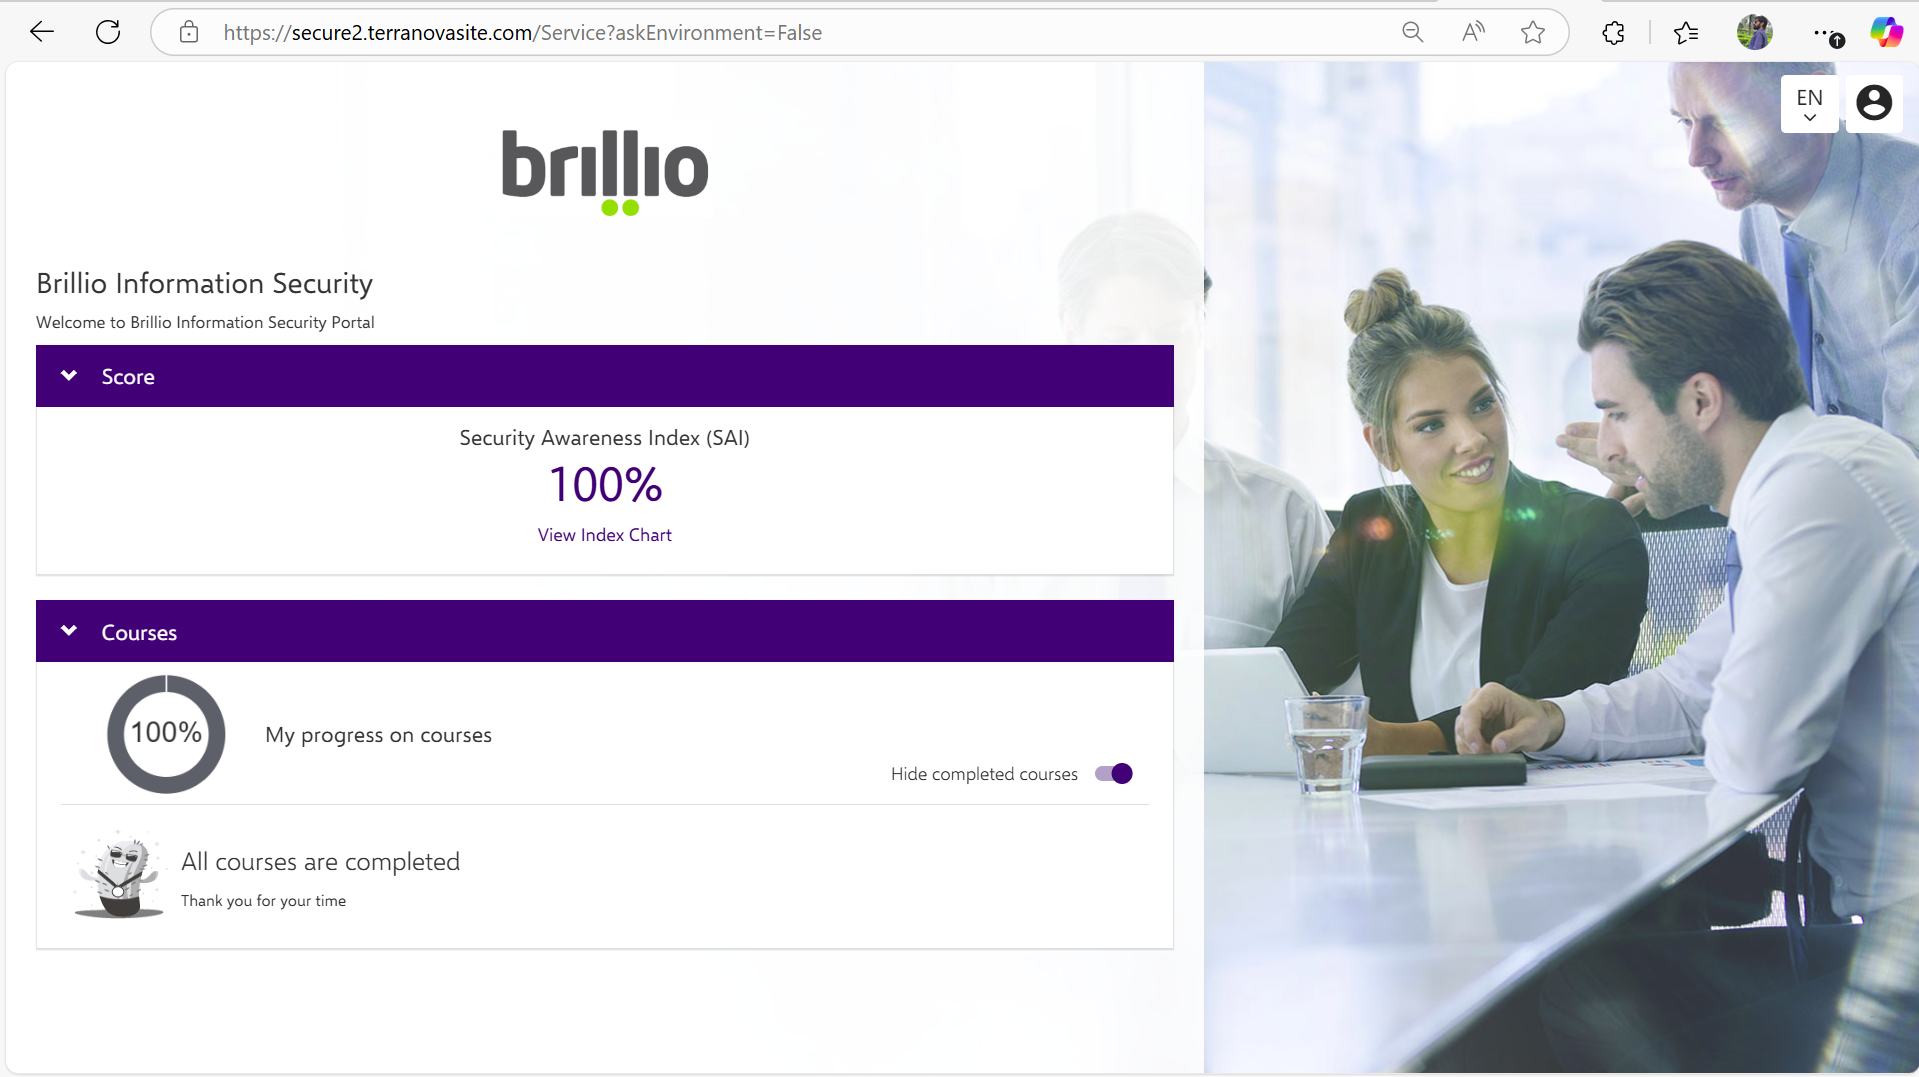 https://secure2.terranovasite.com/Service?askEnvironment=False
EN
brillio
Brillio Information Security
Welcome to Brillio Information Security Portal
Score
Security Awareness Index (SAI)
100%
View Index Chart
Courses
100%
My progress on courses
Hide completed courses
All courses are completed
Thank you for your time